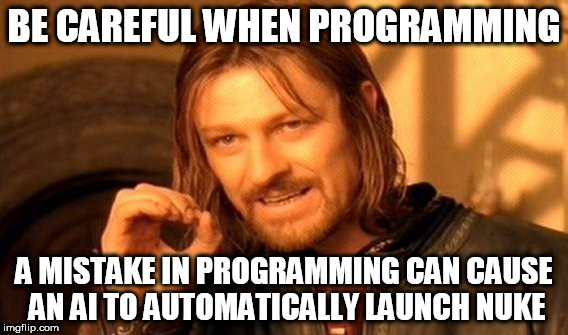 BE CAREFUL WHEN PROGRAMMING
A MISTAKE IN PROGRAMMING CAN CAUSE
AN AI TO AUTOMATICALLY LAUNCH NUKE
imgflip.com